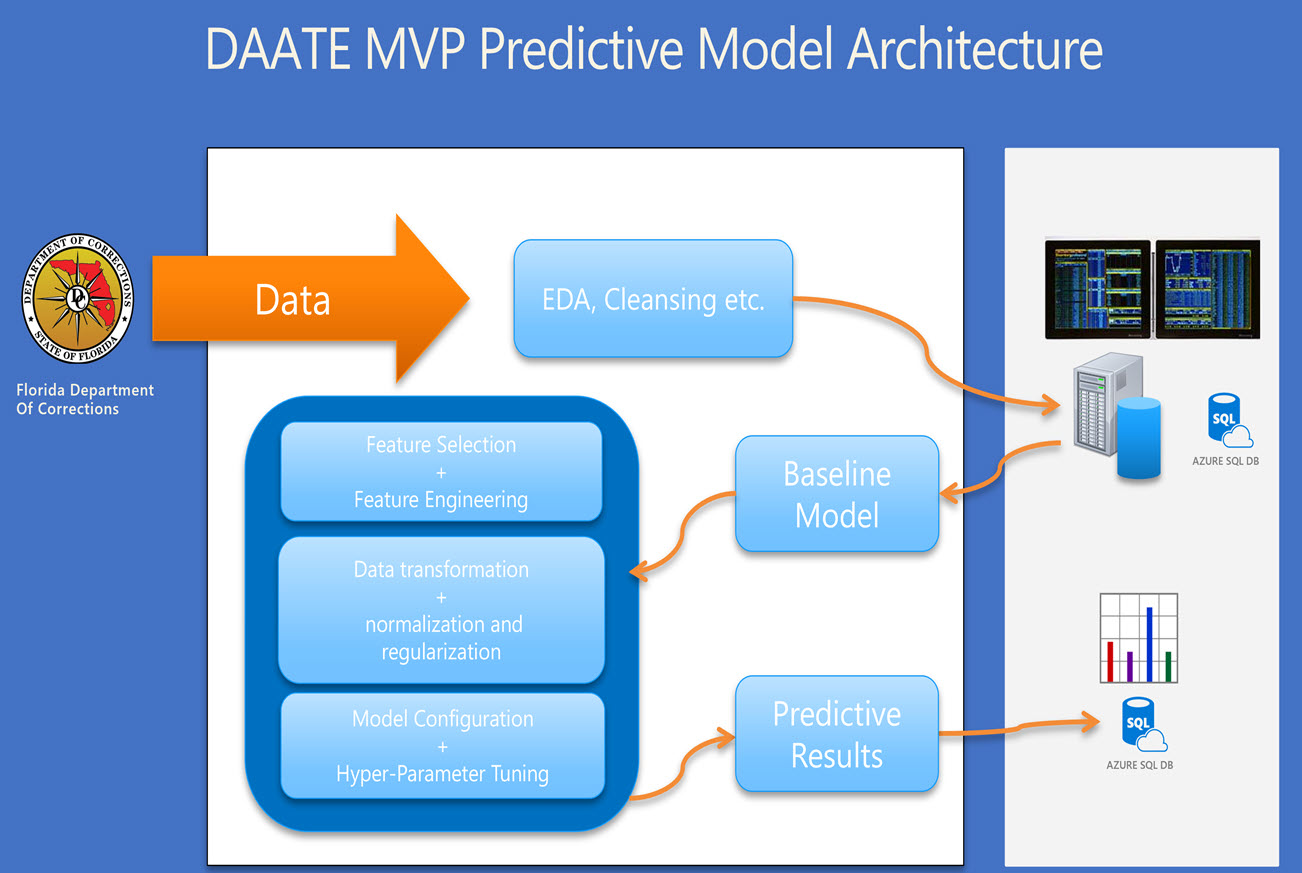 DAATE MVP Predictive Model Architecture
DEPARTMENT OF CORRECTIONS
DC
STATE OF FLORIDA
Florida Department
Of Corrections
Data
EDA, Cleansing etc.
SQL
AZURE SQL DB
Feature Selection
+
Feature Engineering
Baseline
Model
Data transformation
+
normalization and
regularization
Model Configuration
+
Hyper-Parameter Tuning
Predictive
Results
SQL
AZURE SQL DB